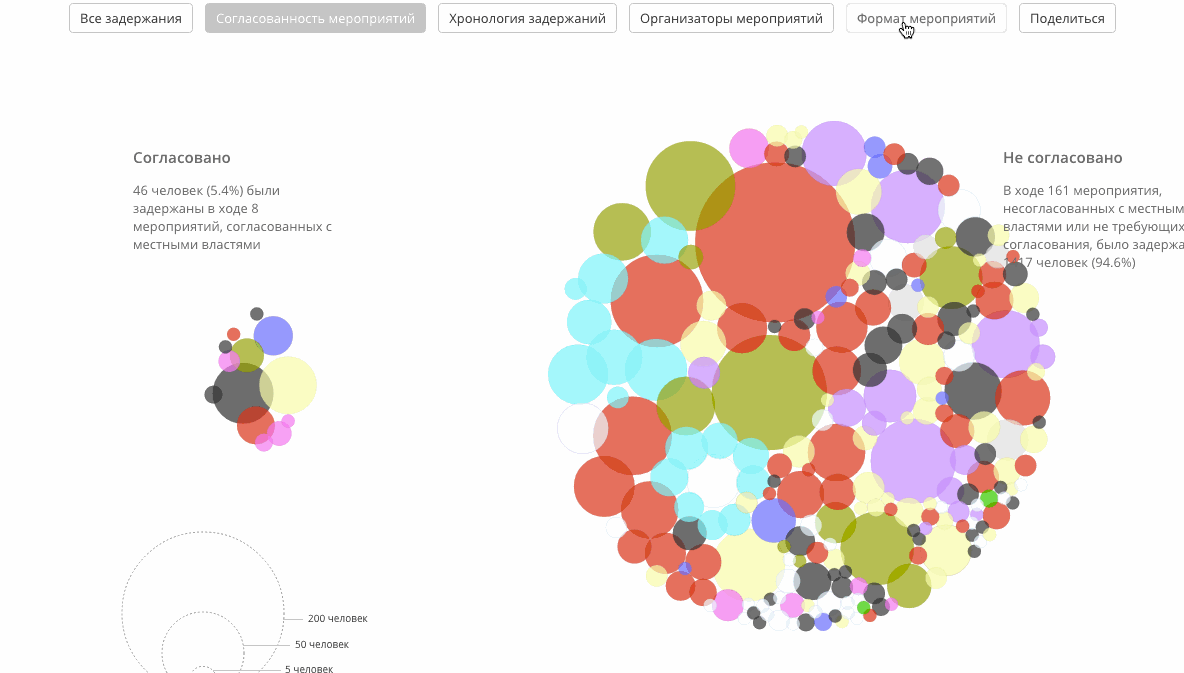 Все задержания
Согласованность мероприятий
Хронология задержаний
Организаторы мероприятий
Формат мероприятий
Поделиться
Согласовано
46 человек (5.4%) были
задержаны в ходе 8
мероприятий, согласованных с
местными властями
Не согласовано
В ходе 161 мероприятия,
несогласованных с местным
властями или не требующих
согласования, было задержа
17 человек (94.6%)
200 человек
50 человек
5 человек